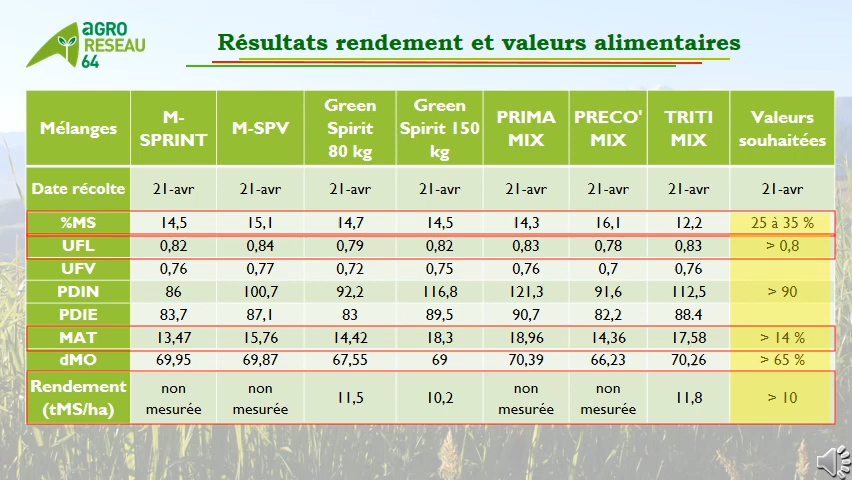 aGRO
RESEAU
64
Résultats rendement et valeurs alimentaires
Mélanges M-SPRINT M-SPV Green Spirit 80 kg Green Spirit 150 kg PRIMA MIX PRECO' MIX TRITI MIX Valeurs souhaitées
Date récolte 21-avr 21-avr 21-avr 21-avr 21-avr 21-avr 21-avr 21-avr
%MS 14,5 15,1 14,7 14,5 14,3 16,1 12,2 25 à 35 %
UFL 0,82 0,84 0,79 0,82 0,83 0,78 0,83 > 0,8
UFV 0,76 0,77 0,72 0,75 0,76 0,7 0,76
PDIN 86 100,7 92,2 116,8 121,3 91,6 112,5 > 90
PDIE 83,7 87,1 83 89,5 90,7 82,2 88.4
MAT 13,47 15,76 14,42 18,3 18,96 14,36 17,58 > 14 %
dMO 69,95 69,87 67,55 69 70,39 66,23 70,26 > 65 %
Rendement (tMS/ha) non mesurée non mesurée 11,5 10,2 non mesurée non mesurée 11,8 > 10